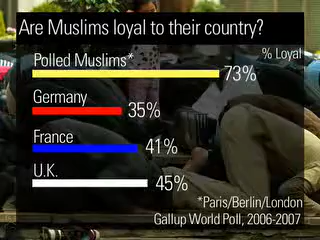 Are Muslims loyal to their country?
% Loyal
Polled Muslims*
73%
Germany
35%
France
41%
U.K.
45%
*Paris/Berlin/London
Gallup World Poll, 2006-2007